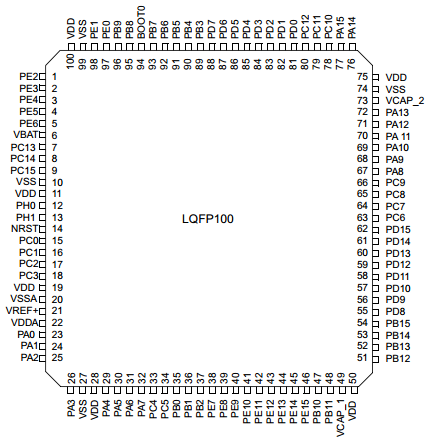 100 VDD
99 VSS
98 PE1
97 PE0
96 PB9
95 PB8
94 BOOT0
93 PB7
92 PB6
91 PB5
90 PB4
89 PB3
88 PD7
87 PD6
86 PD5
85 PD4
84 PD3
83 PD2
82 PD1
81 PD0
80 PC12
79 PC11
78 PC10
77 PA15
76 PA14
PE2 1
PE3 2
PE4 3
PE5 4
PE6 5
VBAT 6
PC13 7
PC14 8
PC15 9
VSS 10
VDD 11
PH0 12
PH1 13
NRST 14
PC0 15
PC1 16
PC2 17
PC3 18
VDD 19
VSSA 20
VREF+ 21
VDDA 22
PA0 23
PA1 24
PA2 25
LQFP100
75 VDD
74 VSS
73 VCAP_2
72 PA13
71 PA12
70 PA 11
69 PA10
68 PA9
67 PA8
66 PC9
65 PC8
64 PC7
63 PC6
62 PD15
61 PD14
60 PD13
59 PD12
58 PD11
57 PD10
56 PD9
55 PD8
54 PB15
53 PB14
52 PB13
51 PB12
PA3 26
VSS 27
VDD 28
PA4 29
PA5 30
PA6 31
PA7 32
PC4 33
PC5 34
PB0 35
PB1 36
PB2 37
PE7 38
PE8 39
PE9 40
PE10 41
PE11 42
PE12 43
PE13 44
PE14 45
PE15 46
PB10 47
PB11 48
VCAP_1 49
VDD 50